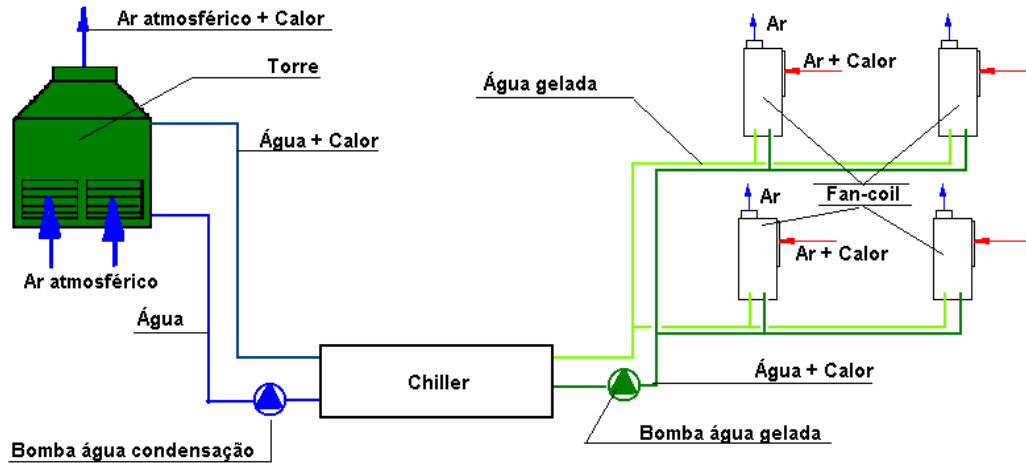 Ar atmosférico + Calor
Torre
Ar
Ar + Calor
Água gelada
Água + Calor
Fan-coil
Ar
Ar + Calor
Ar atmosférico
Água
Chiller
Água + Calor
Bomba água condensação
Bomba água gelada